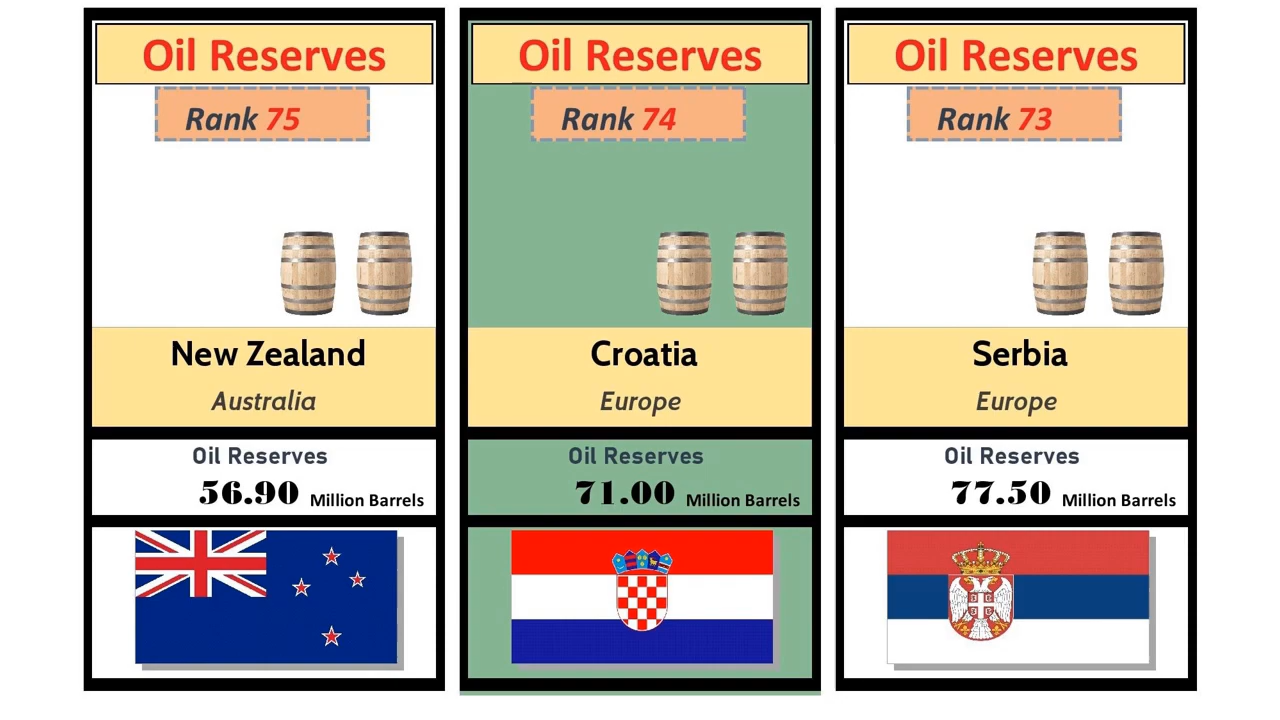 Oil Reserves
Rank 75
New Zealand
Australia
Oil Reserves
56.90 Million Barrels
Oil Reserves
Rank 74
Croatia
Europe
Oil Reserves
71.00 Million Barrels
Oil Reserves
Rank 73
Serbia
Europe
Oil Reserves
77.50 Million Barrels